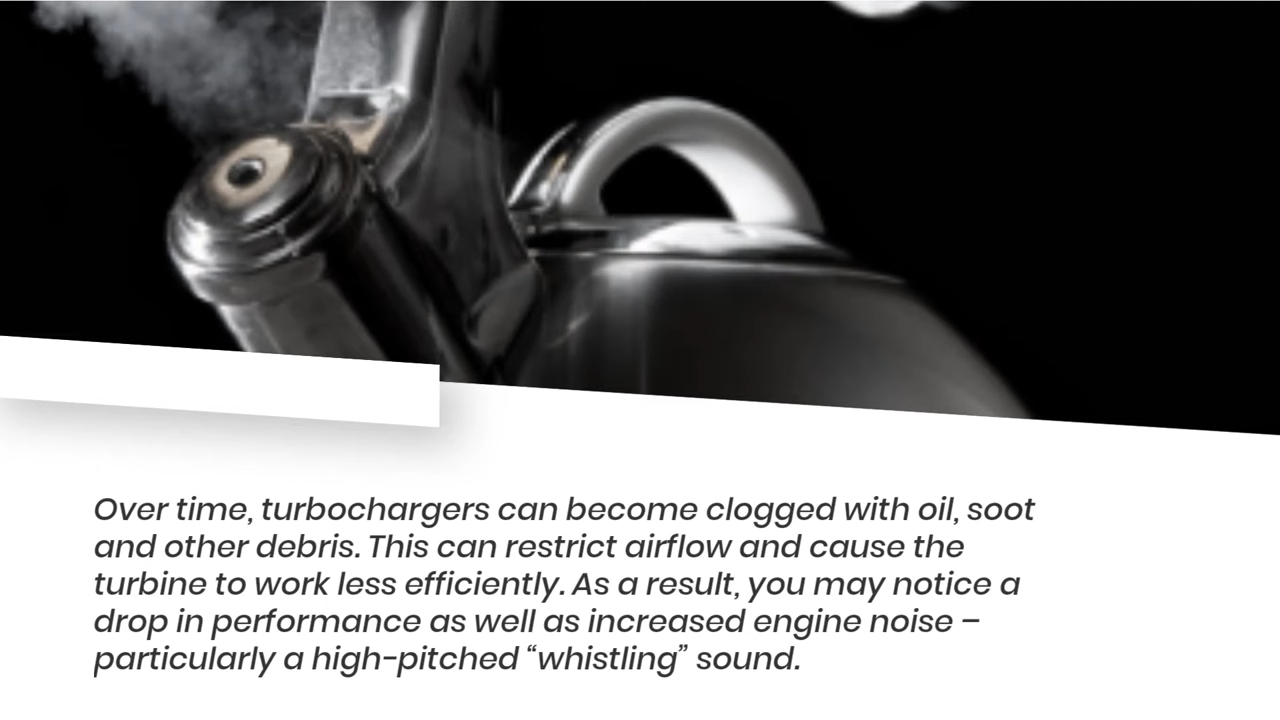 Over time, turbochargers can become clogged with oil, soot
and other debris. This can restrict airflow and cause the
turbine to work less efficiently. As a result, you may notice a
drop in performance as well as increased engine noise –
particularly a high-pitched “whistling” sound.